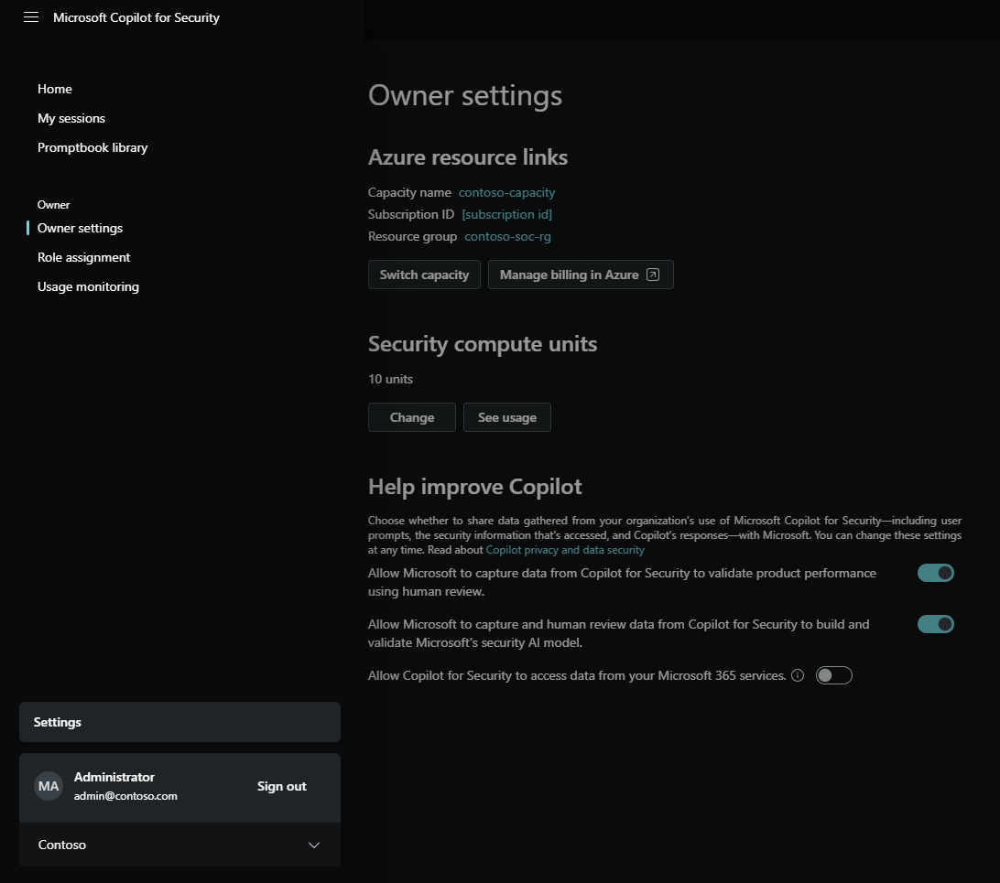 Microsoft Copilot for Security
Home
My sessions
Promptbook library
Owner
Owner settings
Role assignment
Usage monitoring
Settings
MA
Administrator
admin@contoso.com
Sign out
Contoso
Owner settings
Azure resource links
Capacity name contoso-capacity
Subscription ID [subscription id]
Resource group contoso-soc-rg
Switch capacity
Manage billing in Azure
Security compute units
10 units
Change
See usage
Help improve Copilot
Choose whether to share data gathered from your organization's use of Microsoft Copilot for Security—including user
prompts, the security information that's accessed, and Copilot's responses—with Microsoft. You can change these settings
at any time. Read about Copilot privacy and data security
Allow Microsoft to capture data from Copilot for Security to validate product performance
using human review.
Allow Microsoft to capture and human review data from Copilot for Security to build and
validate Microsoft's security AI model.
Allow Copilot for Security to access data from your Microsoft 365 services.